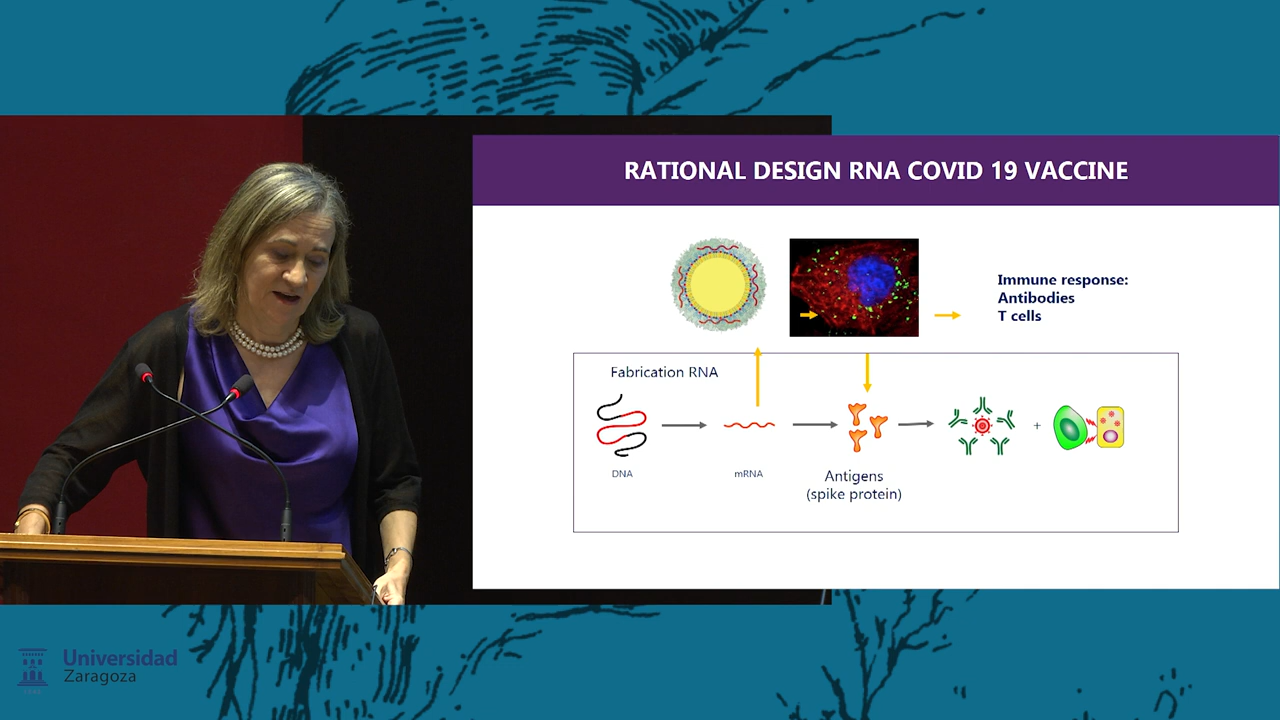 RATIONAL DESIGN RNA COVID 19 VACCINE
Immune response:
Antibodies
T cells
Fabrication RNA
DNA
mRNA
+
Antigens
(spike protein)
Universidad
Zaragoza